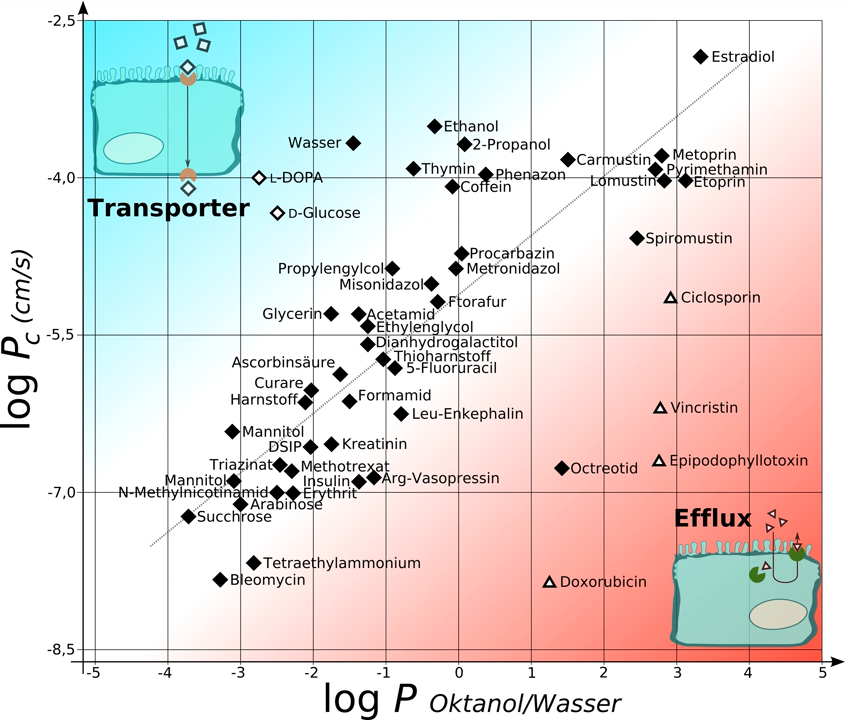 -2.5
Estradiol
Ethanol
Wasser
2-Propanol
Carmustin
Metoprin
Thymin
Phenazon
Pyrimethamin
-4.0
L-DOPA
Coffein
Lomustin
Etoprin
Transporter
D-Glucose
Spiromustin
Procarbazin
Propylengylcol
Metronidazol
Misonidazol
Ciclosporin
Ftorafur
Glycerin
Acetamid
Ethylenglycol
-5.5
Dianhydrogalactitol
Thioharnstoff
Ascorbinsäure
5-Fluoruracil
Curare
Harnstoff
Formamid
Vincristin
Leu-Enkephalin
Mannitol
DSIP
Kreatinin
Triazinat
Methotrexat
Octreotid
Epipodophyllotoxin
Mannitol
Insulin
Arg-Vasopressin
-7.0
N-Methylnicotinamid
Erythrit
Arabinose
Succhrose
Efflux
Tetraethylammonium
Bleomycin
Doxorubicin
-8.5
-5 -4 -3 -2 -1 0 1 2 3 4 5
log Pc (cm/s)
log P Oktanol/Wasser